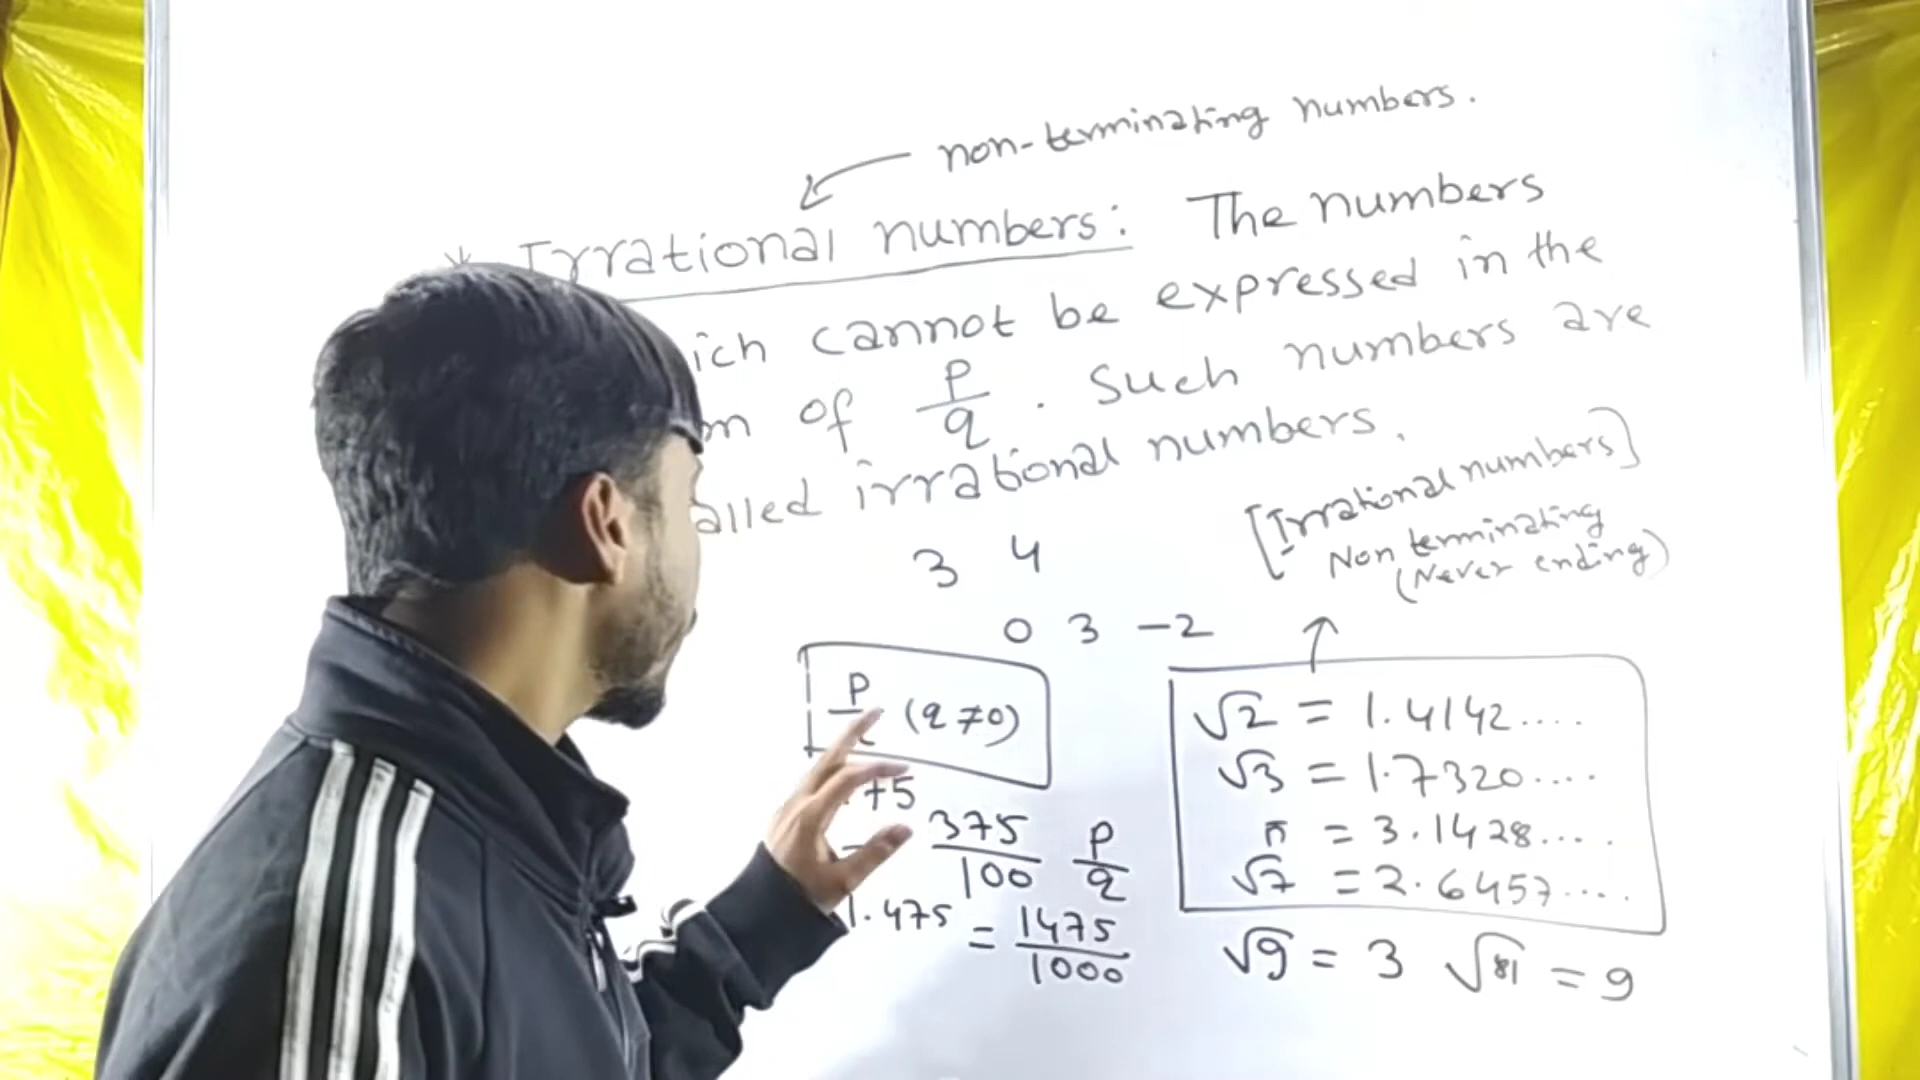 non-terminating numbers.
* Irrational numbers: The numbers
ich cannot be expressed in the
m of p/q. Such numbers are
alled irrational numbers.
[Irrational numbers]
Non terminating
(Never ending)
3 4
0 3 -2
p (q≠0)
75
375/100 p/q
1.475 = 1475/1000
√2 = 1.4142....
√3 = 1.7320....
π = 3.1428....
√7 = 2.6457....
√9 = 3 √81 = 9